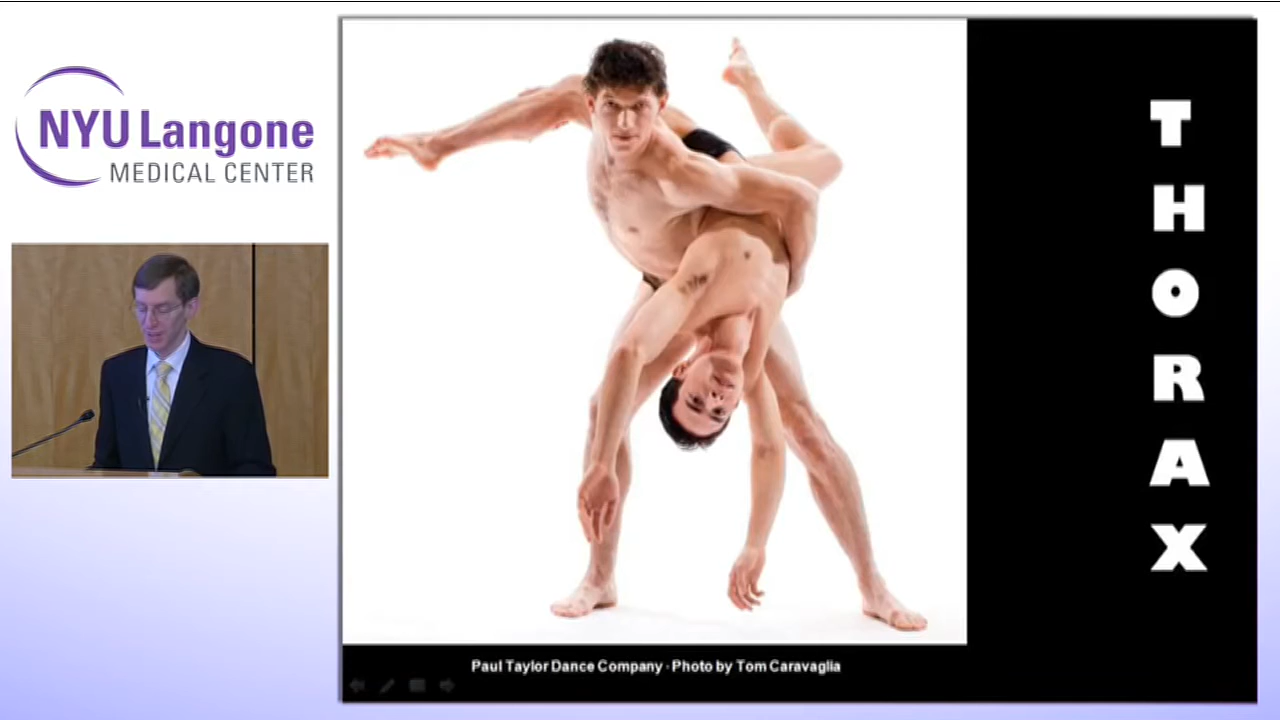 NYU Langone
MEDICAL CENTER
THORAX
Paul Taylor Dance Company · Photo by Tom Caravaglia